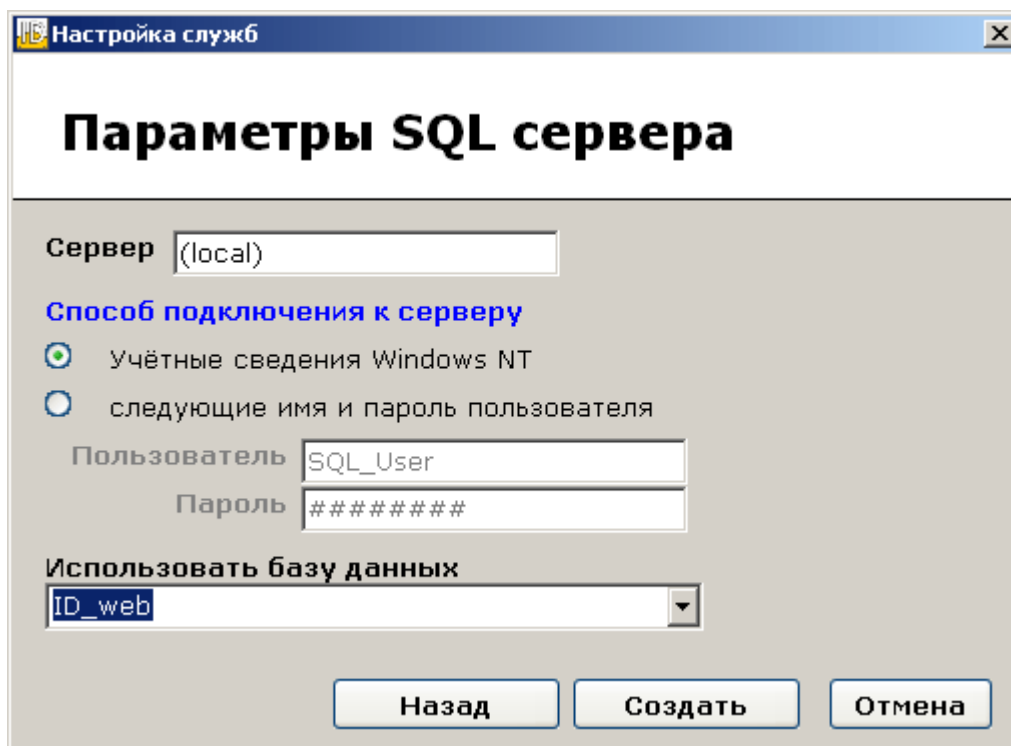 НБ Настройка служб
Параметры SQL сервера
Сервер (local)
Способ подключения к серверу
Учётные сведения Windows NT
следующие имя и пароль пользователя
Пользователь SQL_User
Пароль ########
Использовать базу данных
ID_web
Назад Создать Отмена